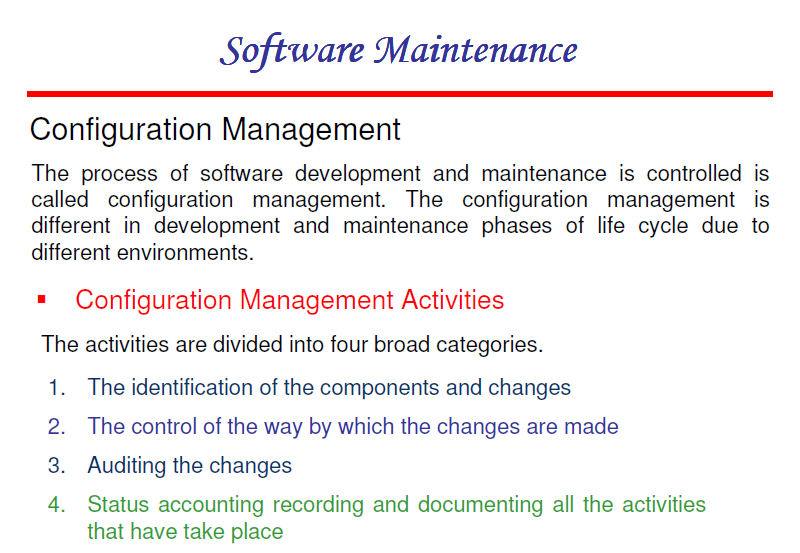 Software Maintenance
Configuration Management
The process of software development and maintenance is controlled is
called configuration management. The configuration management is
different in development and maintenance phases of life cycle due to
different environments.
▪ Configuration Management Activities
The activities are divided into four broad categories.
1. The identification of the components and changes
2. The control of the way by which the changes are made
3. Auditing the changes
4. Status accounting recording and documenting all the activities
that have take place